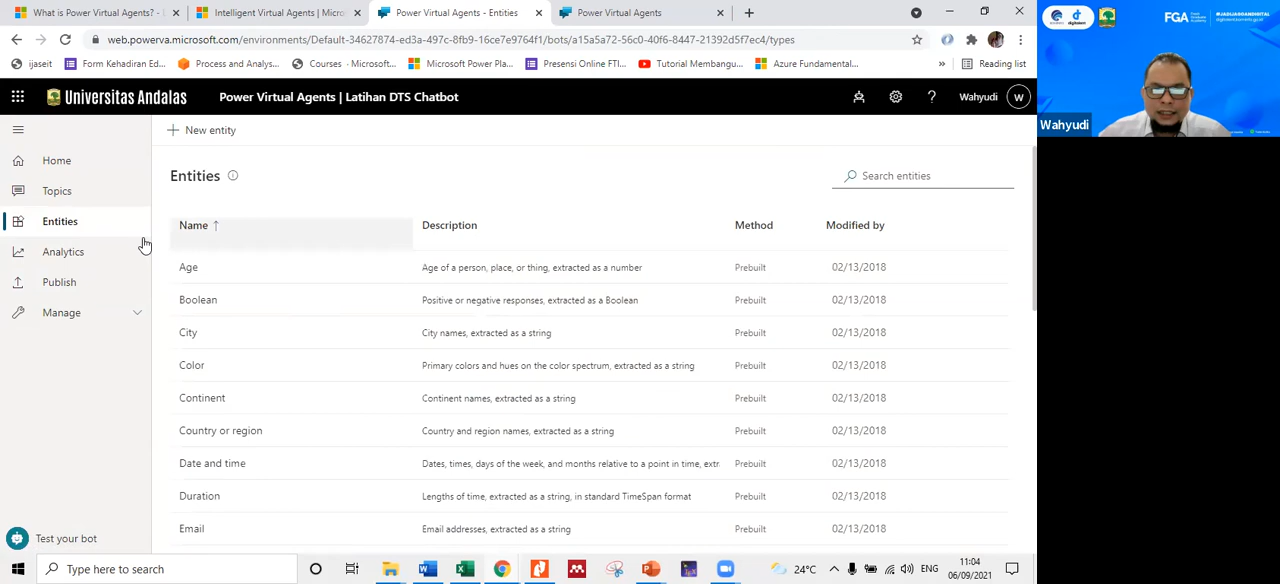 What is Power Virtual Agents? -
Intelligent Virtual Agents | Micros
Power Virtual Agents - Entities
Power Virtual Agents
web.powerva.microsoft.com/environments/Default-34627874-ed3a-497c-8fb9-16ce7e9764f1/bots/a15a5a72-56c0-40f6-8447-21392d5f7ec4/types
ijaseit
Form Kehadiran Ed...
Process and Analys...
Courses - Microsoft...
Microsoft Power Pla...
Presensi Online FTI...
Tutorial Membangu...
Azure Fundamental...
»
Reading list
Universitas Andalas
Power Virtual Agents | Latihan DTS Chatbot
Wahyudi
W
+ New entity
Home
Topics
Entities
Analytics
Publish
Manage
Test your bot
Entities
Search entities
Name ↑ Description Method Modified by
Age Age of a person, place, or thing, extracted as a number Prebuilt 02/13/2018
Boolean Positive or negative responses, extracted as a Boolean Prebuilt 02/13/2018
City City names, extracted as a string Prebuilt 02/13/2018
Color Primary colors and hues on the color spectrum, extracted as a string Prebuilt 02/13/2018
Continent Continent names, extracted as a string Prebuilt 02/13/2018
Country or region Country and region names, extracted as a string Prebuilt 02/13/2018
Date and time Dates, times, days of the week, and months relative to a point in time, extr Prebuilt 02/13/2018
Duration Lengths of time, extracted as a string, in standard TimeSpan format Prebuilt 02/13/2018
Email Email addresses, extracted as a string Prebuilt 02/13/2018
Type here to search
24°C
ENG
11:04
06/09/2021
FGA
#JADIJAGOANDIGITAL
Wahyudi